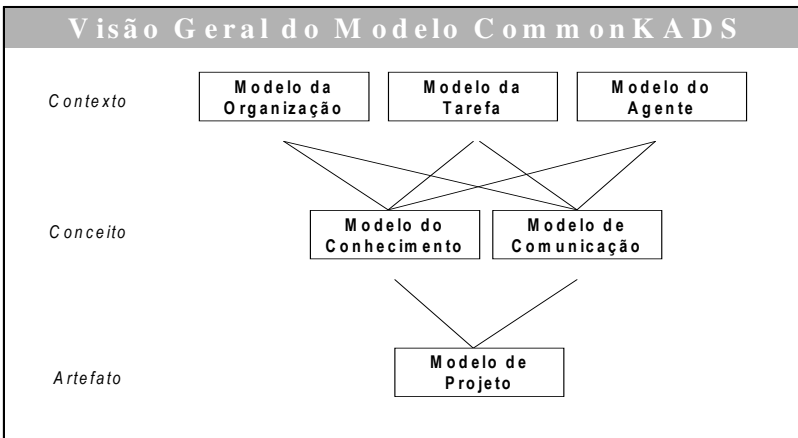 Visão Geral do Modelo CommonKADS
Contexto
Modelo da
Organização
Modelo da
Tarefa
Modelo do
Agente
Conceito
Modelo do
Conhecimento
Modelo de
Comunicação
Artefato
Modelo de
Projeto